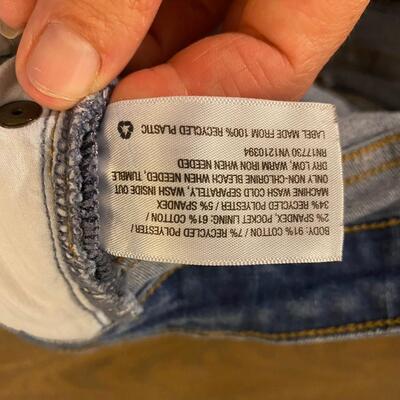 BODY: 91% COTTON / 7% RECYCLED POLYESTER /
2% SPANDEX, POCKET LINING: 61% COTTON /
34% RECYCLED POLYESTER / 5% SPANDEX
MACHINE WASH COLD SEPARATELY, WASH INSIDE OUT
ONLY NON-CHLORINE BLEACH WHEN NEEDED, TUMBLE
DRY LOW, WARM IRON WHEN NEEDED
RN17730 VN1210394
LABEL MADE FROM 100% RECYCLED PLASTIC